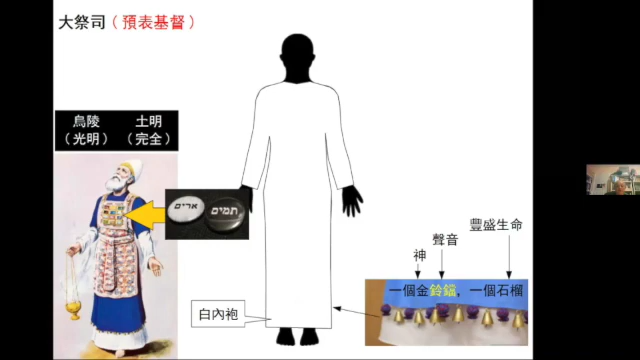 大祭司（預表基督）
烏陵 土明
（光明）（完全）
ארים תמים
豐盛生命
聲音
神
一個金鈴鐺，一個石榴
白內袍